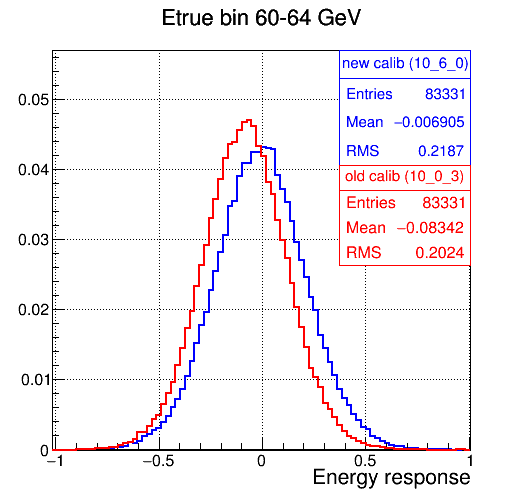 Etrue bin 60-64 GeV
new calib (10_6_0)
Entries 83331
Mean −0.006905
RMS 0.2187
old calib (10_0_3)
Entries 83331
Mean −0.08342
RMS 0.2024
0.05
0.04
0.03
0.02
0.01
0
−1 −0.5 0 0.5 1
Energy response